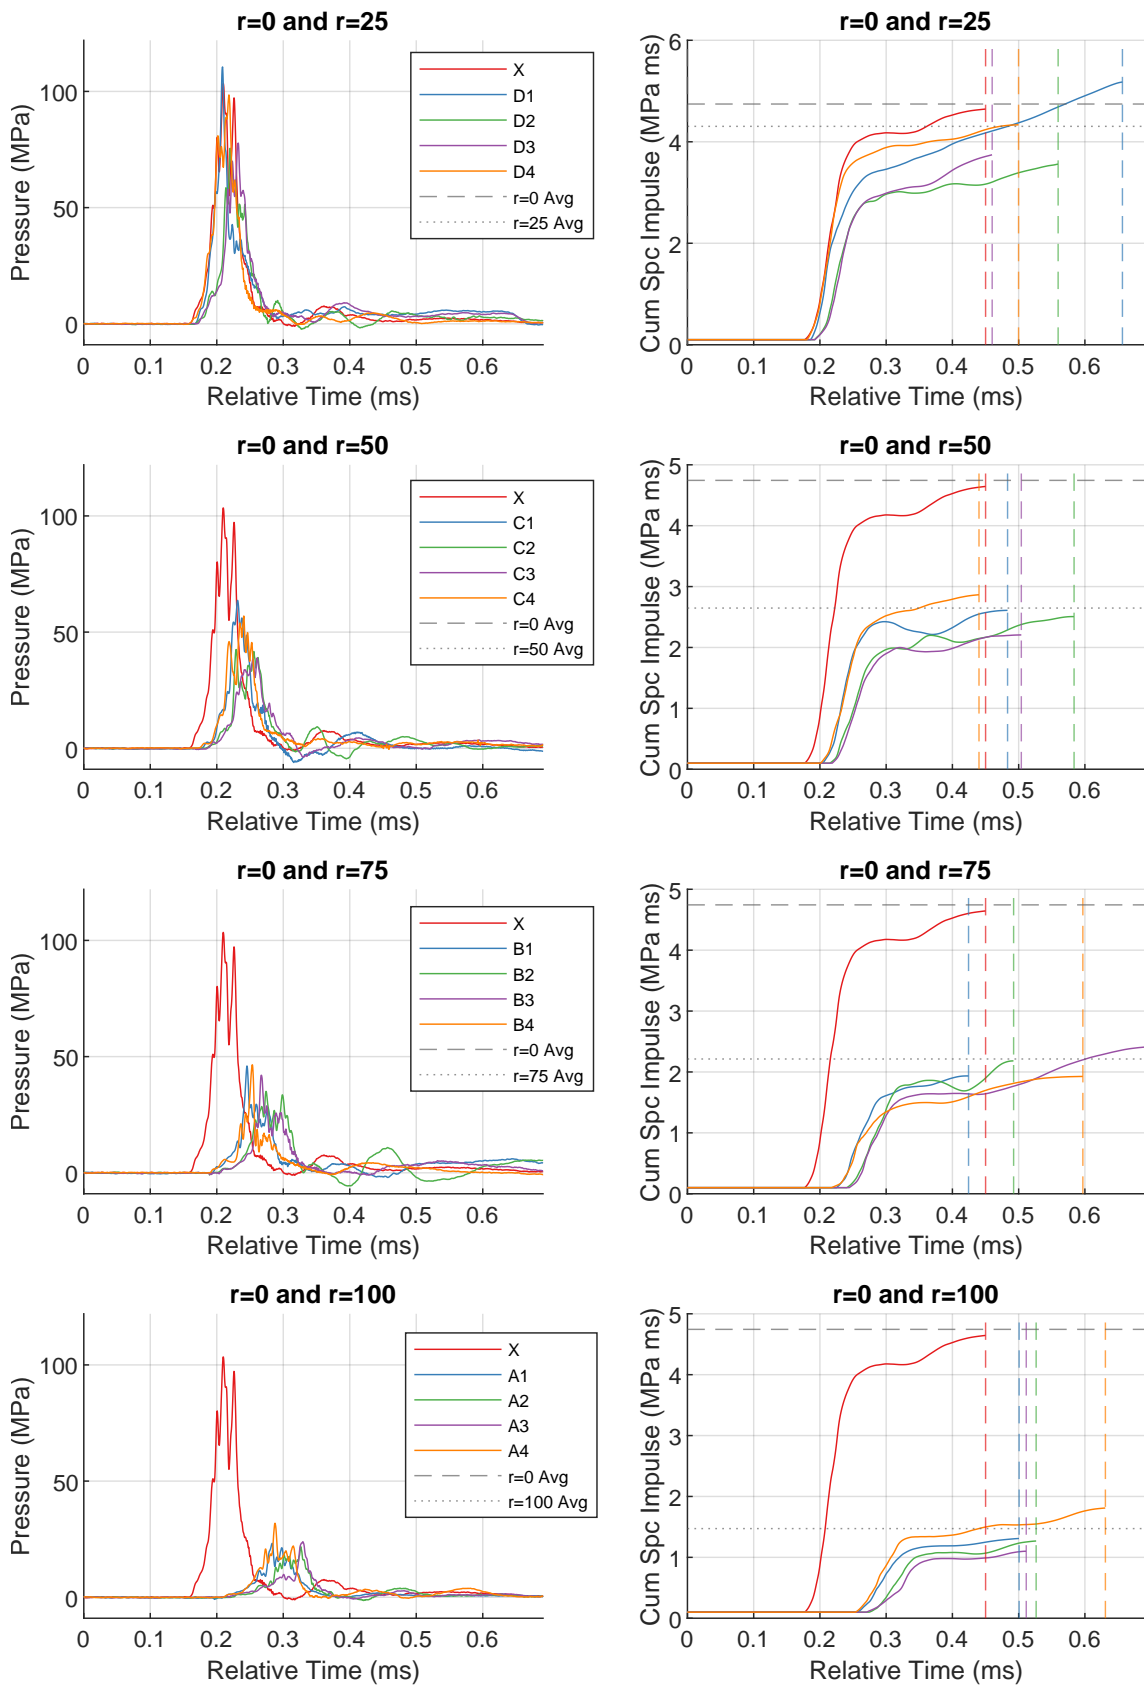 r=0 and r=25
Pressure (MPa)
100
50
0
0 0.1 0.2 0.3 0.4 0.5 0.6
Relative Time (ms)
X
D1
D2
D3
D4
r=0 Avg
r=25 Avg
r=0 and r=25
Cum Spc Impulse (MPa ms)
6
4
2
0
0 0.1 0.2 0.3 0.4 0.5 0.6
Relative Time (ms)
r=0 and r=50
Pressure (MPa)
100
50
0
0 0.1 0.2 0.3 0.4 0.5 0.6
Relative Time (ms)
X
C1
C2
C3
C4
r=0 Avg
r=50 Avg
r=0 and r=50
Cum Spc Impulse (MPa ms)
5
4
3
2
1
0
0 0.1 0.2 0.3 0.4 0.5 0.6
Relative Time (ms)
r=0 and r=75
Pressure (MPa)
100
50
0
0 0.1 0.2 0.3 0.4 0.5 0.6
Relative Time (ms)
X
B1
B2
B3
B4
r=0 Avg
r=75 Avg
r=0 and r=75
Cum Spc Impulse (MPa ms)
5
4
3
2
1
0
0 0.1 0.2 0.3 0.4 0.5 0.6
Relative Time (ms)
r=0 and r=100
Pressure (MPa)
100
50
0
0 0.1 0.2 0.3 0.4 0.5 0.6
Relative Time (ms)
X
A1
A2
A3
A4
r=0 Avg
r=100 Avg
r=0 and r=100
Cum Spc Impulse (MPa ms)
5
4
3
2
1
0
0 0.1 0.2 0.3 0.4 0.5 0.6
Relative Time (ms)